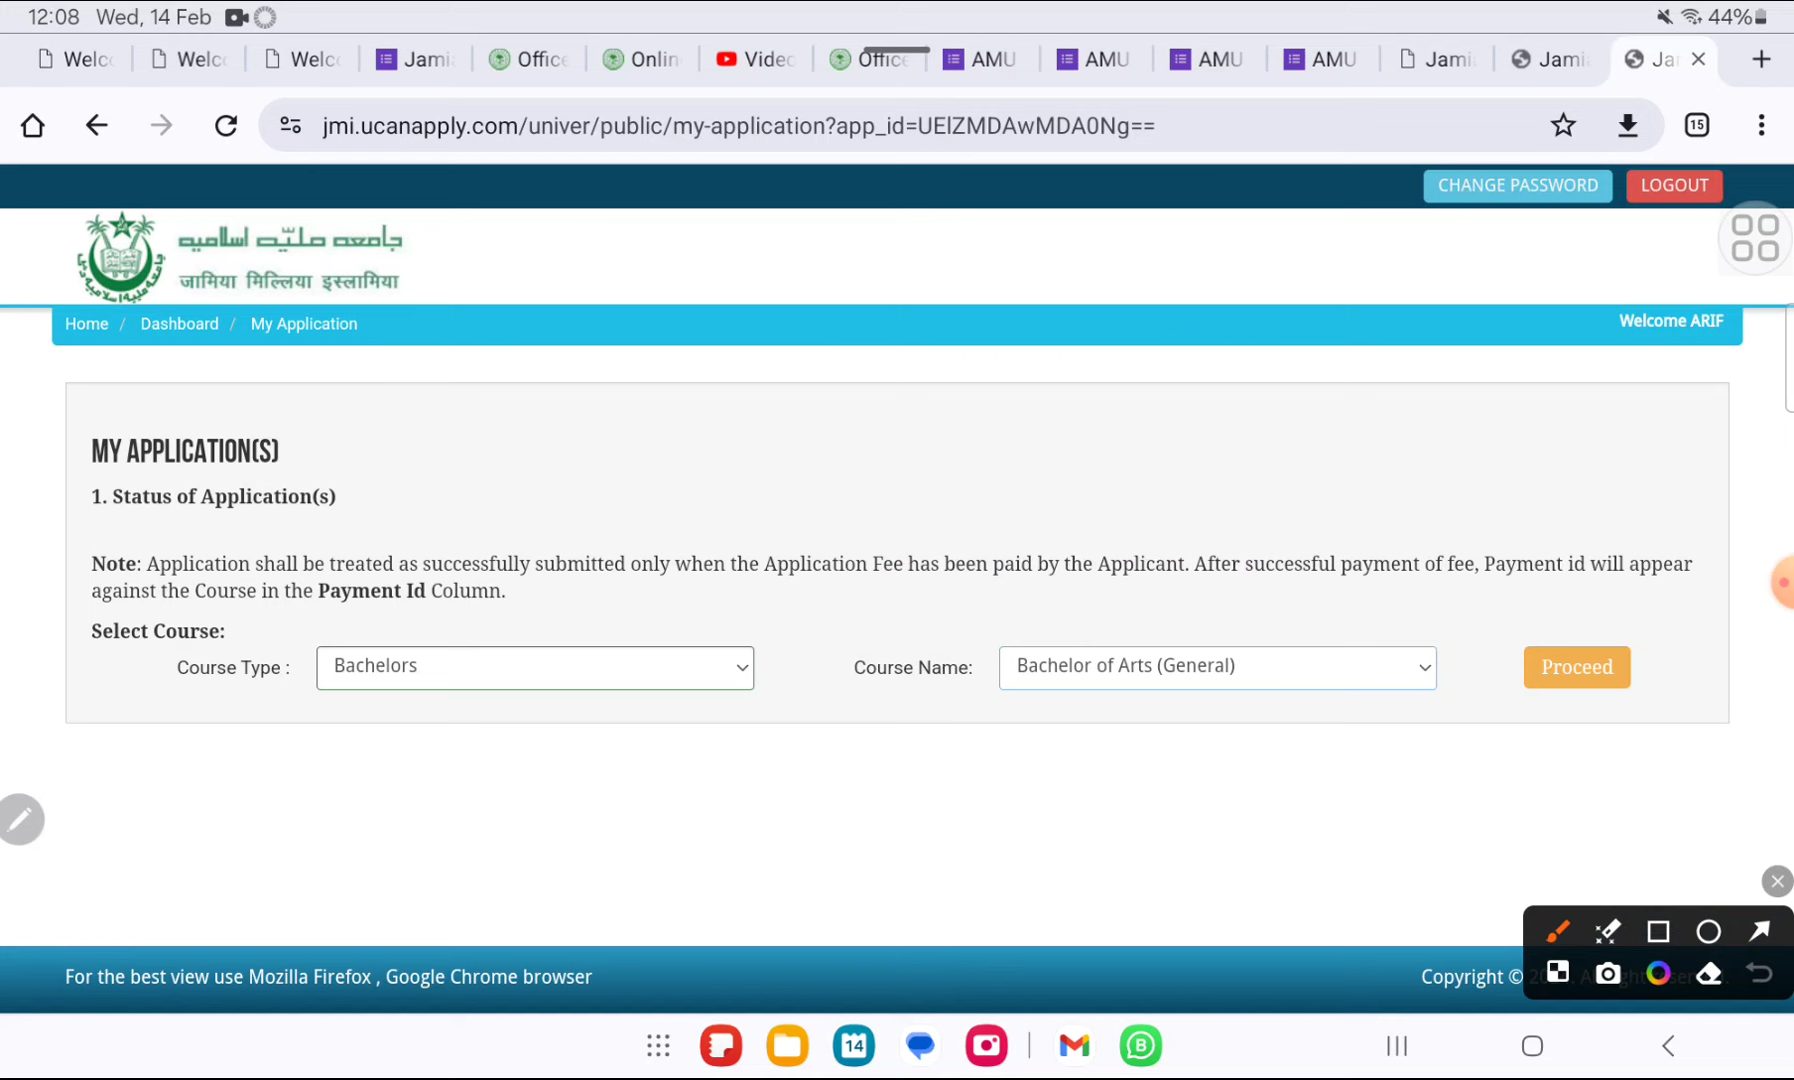 12:08 Wed, 14 Feb 44%
Welc Welc Welc Jami Office Onlin Videc Office AMU AMU AMU AMU Jami Jami Ja
jmi.ucanapply.com/univer/public/my-application?app_id=UElZMDAwMDA0Ng== 15
CHANGE PASSWORD LOGOUT
جامعه ملیّه اسلامیه
जामिया मिल्लिया इस्लामिया
Home / Dashboard / My Application Welcome ARIF
MY APPLICATION(S)
1. Status of Application(s)
Note: Application shall be treated as successfully submitted only when the Application Fee has been paid by the Applicant. After successful payment of fee, Payment id will appear
against the Course in the Payment Id Column.
Select Course:
Course Type : Bachelors Course Name: Bachelor of Arts (General) Proceed
For the best view use Mozilla Firefox , Google Chrome browser Copyright ©
14